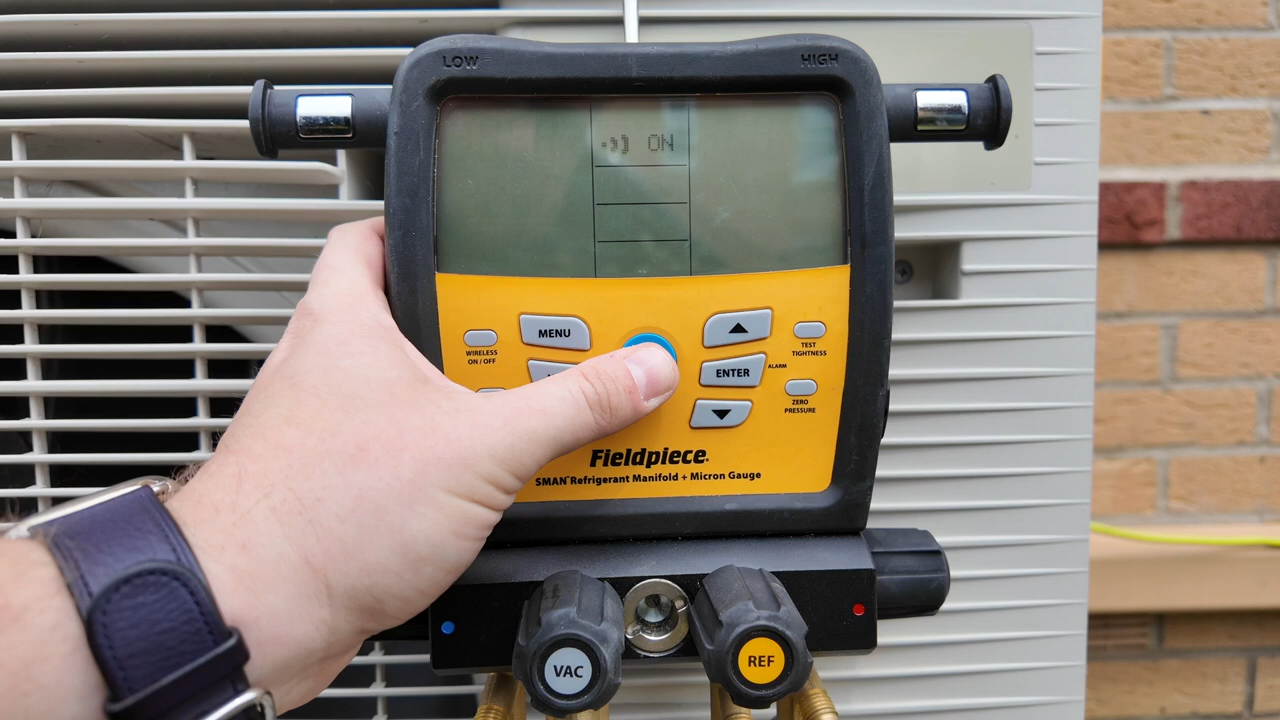 LOW
HIGH
ON
MENU
WIRELESS
ON / OFF
TEST
TIGHTNESS
ENTER
ALARM
ZERO
PRESSURE
Fieldpiece
SMAN™ Refrigerant Manifold + Micron Gauge
VAC
REF